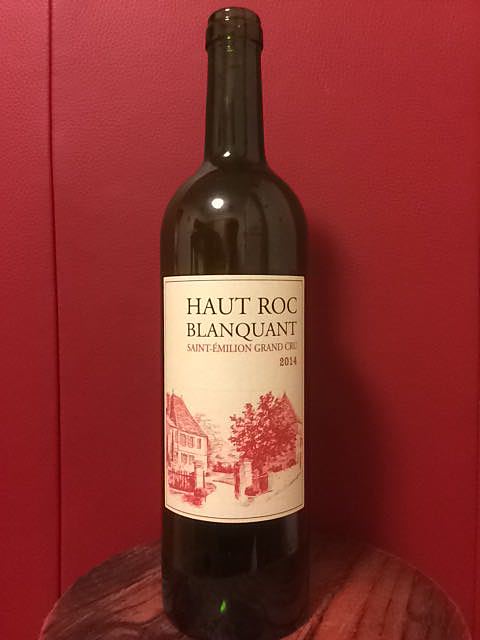 HAUT ROC
BLANQUANT
SAINT-ÉMILION GRAND CRU
2014